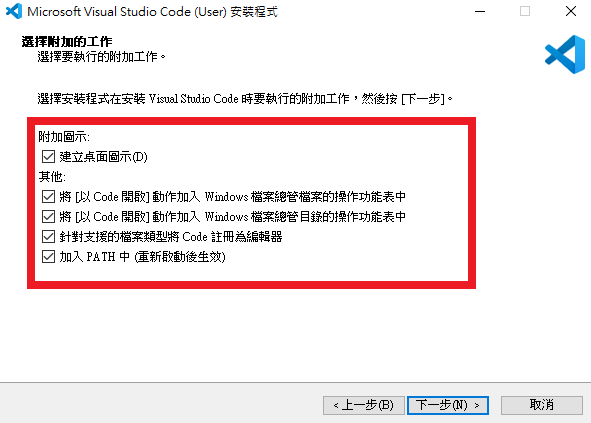 Microsoft Visual Studio Code (User) 安裝程式
選擇附加的工作
選擇要執行的附加工作。
選擇安裝程式在安裝 Visual Studio Code 時要執行的附加工作，然後按 [下一步]。
附加圖示:
建立桌面圖示(D)
其他:
將 [以 Code 開啟] 動作加入 Windows 檔案總管檔案的操作功能表中
將 [以 Code 開啟] 動作加入 Windows 檔案總管目錄的操作功能表中
針對支援的檔案類型將 Code 註冊為編輯器
加入 PATH 中 (重新啟動後生效)
< 上一步(B) 下一步(N) > 取消